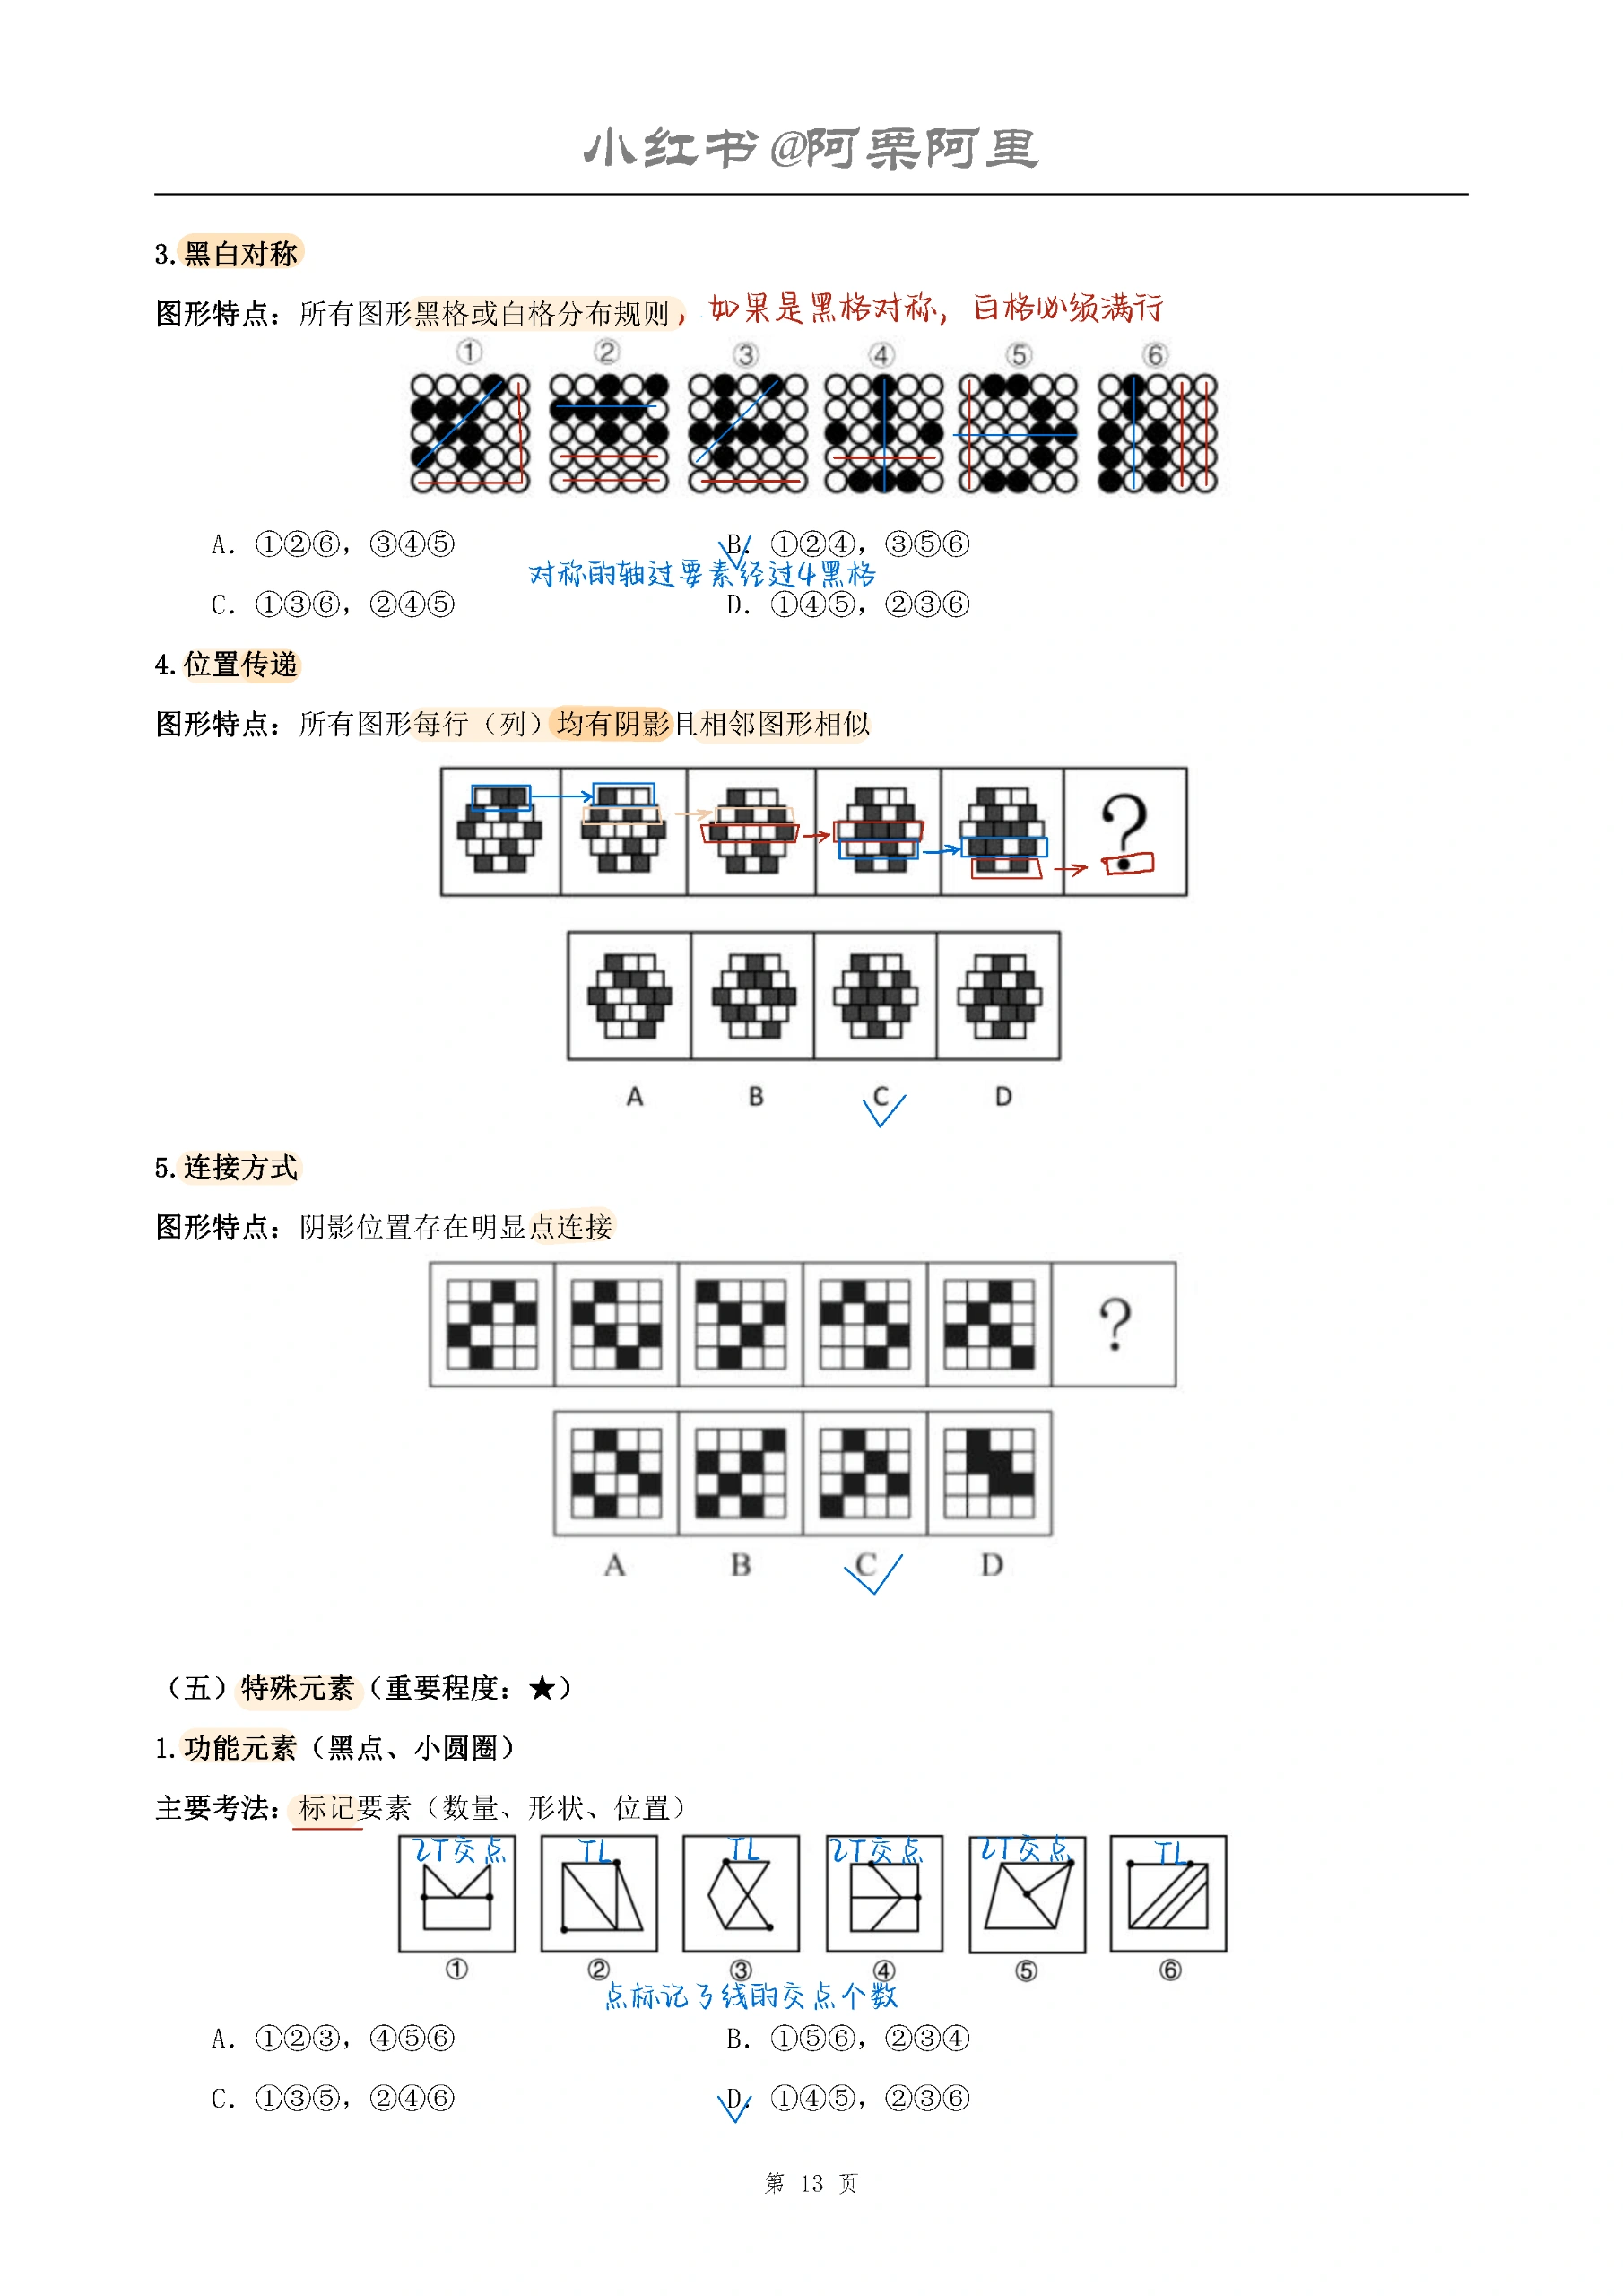 小红书@阿栗阿里
3.黑白对称
图形特点：所有图形黑格或白格分布规则，如果是黑格对称，白格必须满行
① ② ③ ④ ⑤ ⑥
A. ①②⑥，③④⑤ B. ①②④，③⑤⑥
对称的轴过要素经过4黑格
C. ①③⑥，②④⑤ D. ①④⑤，②③⑥
4.位置传递
图形特点：所有图形每行（列）均有阴影且相邻图形相似
?
A B C D
5.连接方式
图形特点：阴影位置存在明显点连接
?
A B C D
（五）特殊元素（重要程度：★）
1.功能元素（黑点、小圆圈）
主要考法：标记要素（数量、形状、位置）
2T交点 TL TL 2T交点 2T交点 TL
① ② ③ ④ ⑤ ⑥
点标记了线的交点个数
A. ①②③，④⑤⑥ B. ①⑤⑥，②③④
C. ①③⑤，②④⑥ D. ①④⑤，②③⑥
第 13 页